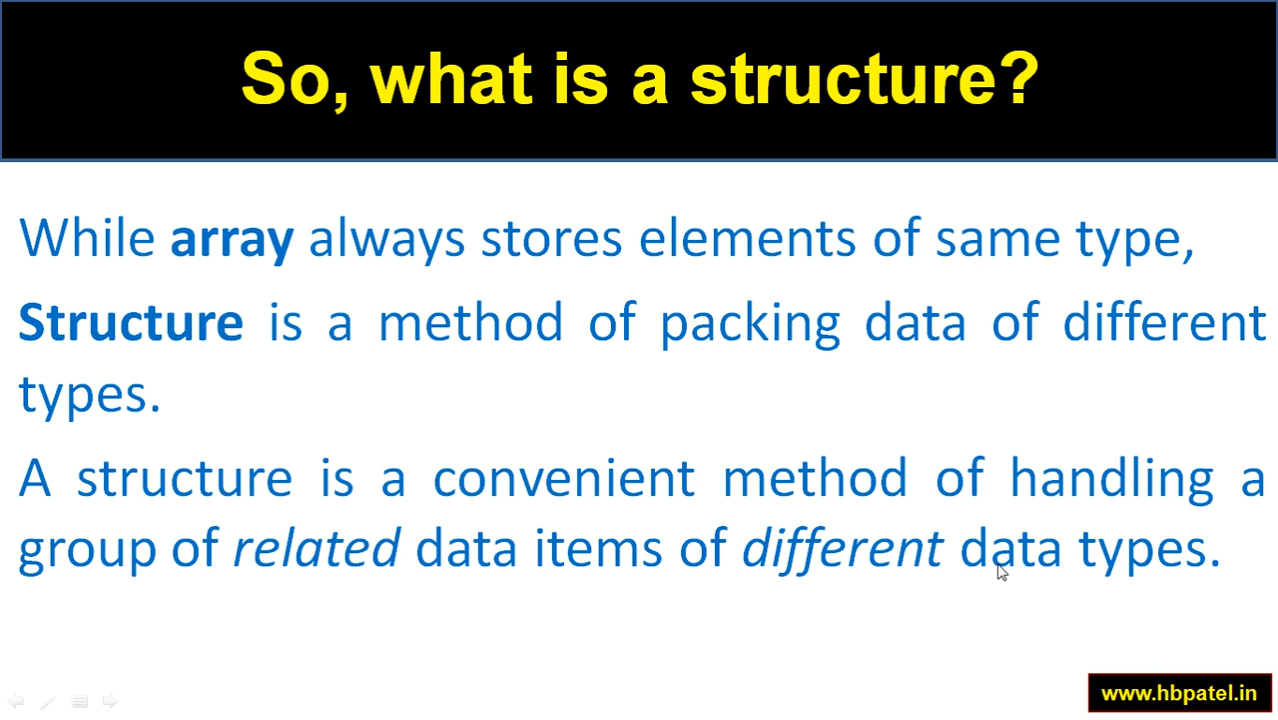 So, what is a structure?
While array always stores elements of same type,
Structure is a method of packing data of different
types.
A structure is a convenient method of handling a
group of related data items of different data types.
www.hbpatel.in